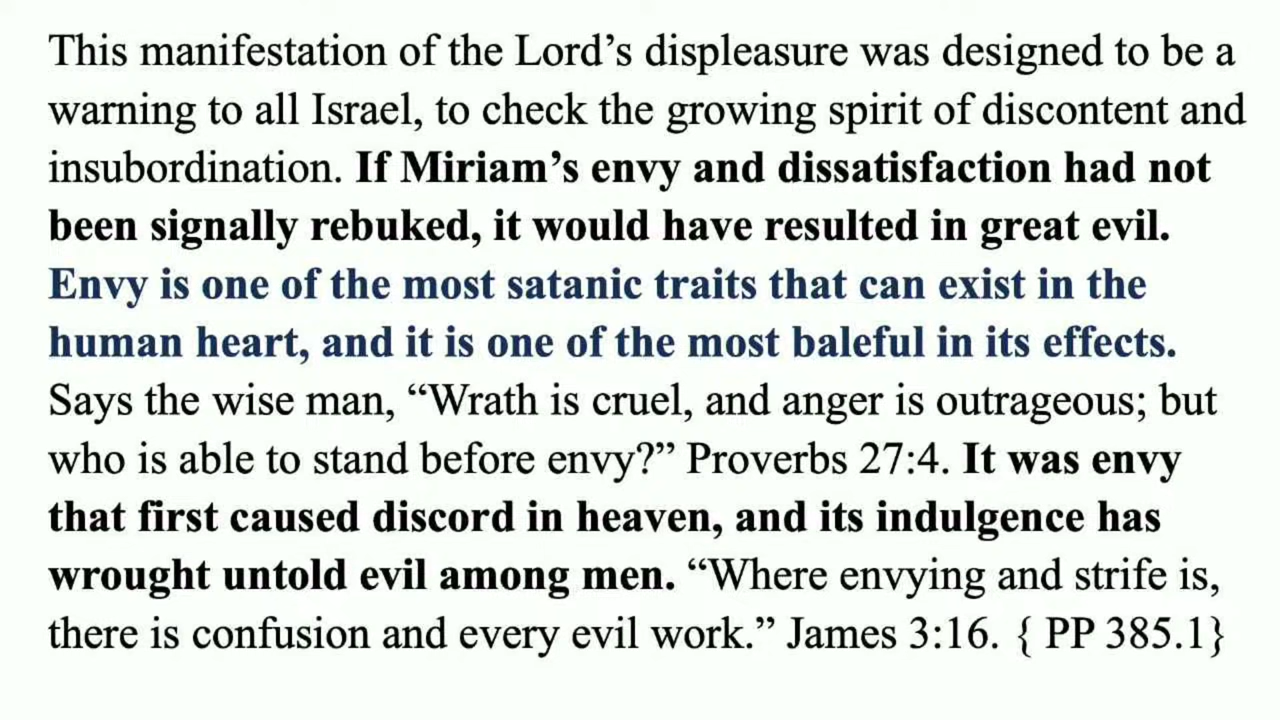 This manifestation of the Lord’s displeasure was designed to be a
warning to all Israel, to check the growing spirit of discontent and
insubordination. If Miriam’s envy and dissatisfaction had not
been signally rebuked, it would have resulted in great evil.
Envy is one of the most satanic traits that can exist in the
human heart, and it is one of the most baleful in its effects.
Says the wise man, “Wrath is cruel, and anger is outrageous; but
who is able to stand before envy?” Proverbs 27:4. It was envy
that first caused discord in heaven, and its indulgence has
wrought untold evil among men. “Where envying and strife is,
there is confusion and every evil work.” James 3:16. { PP 385.1}